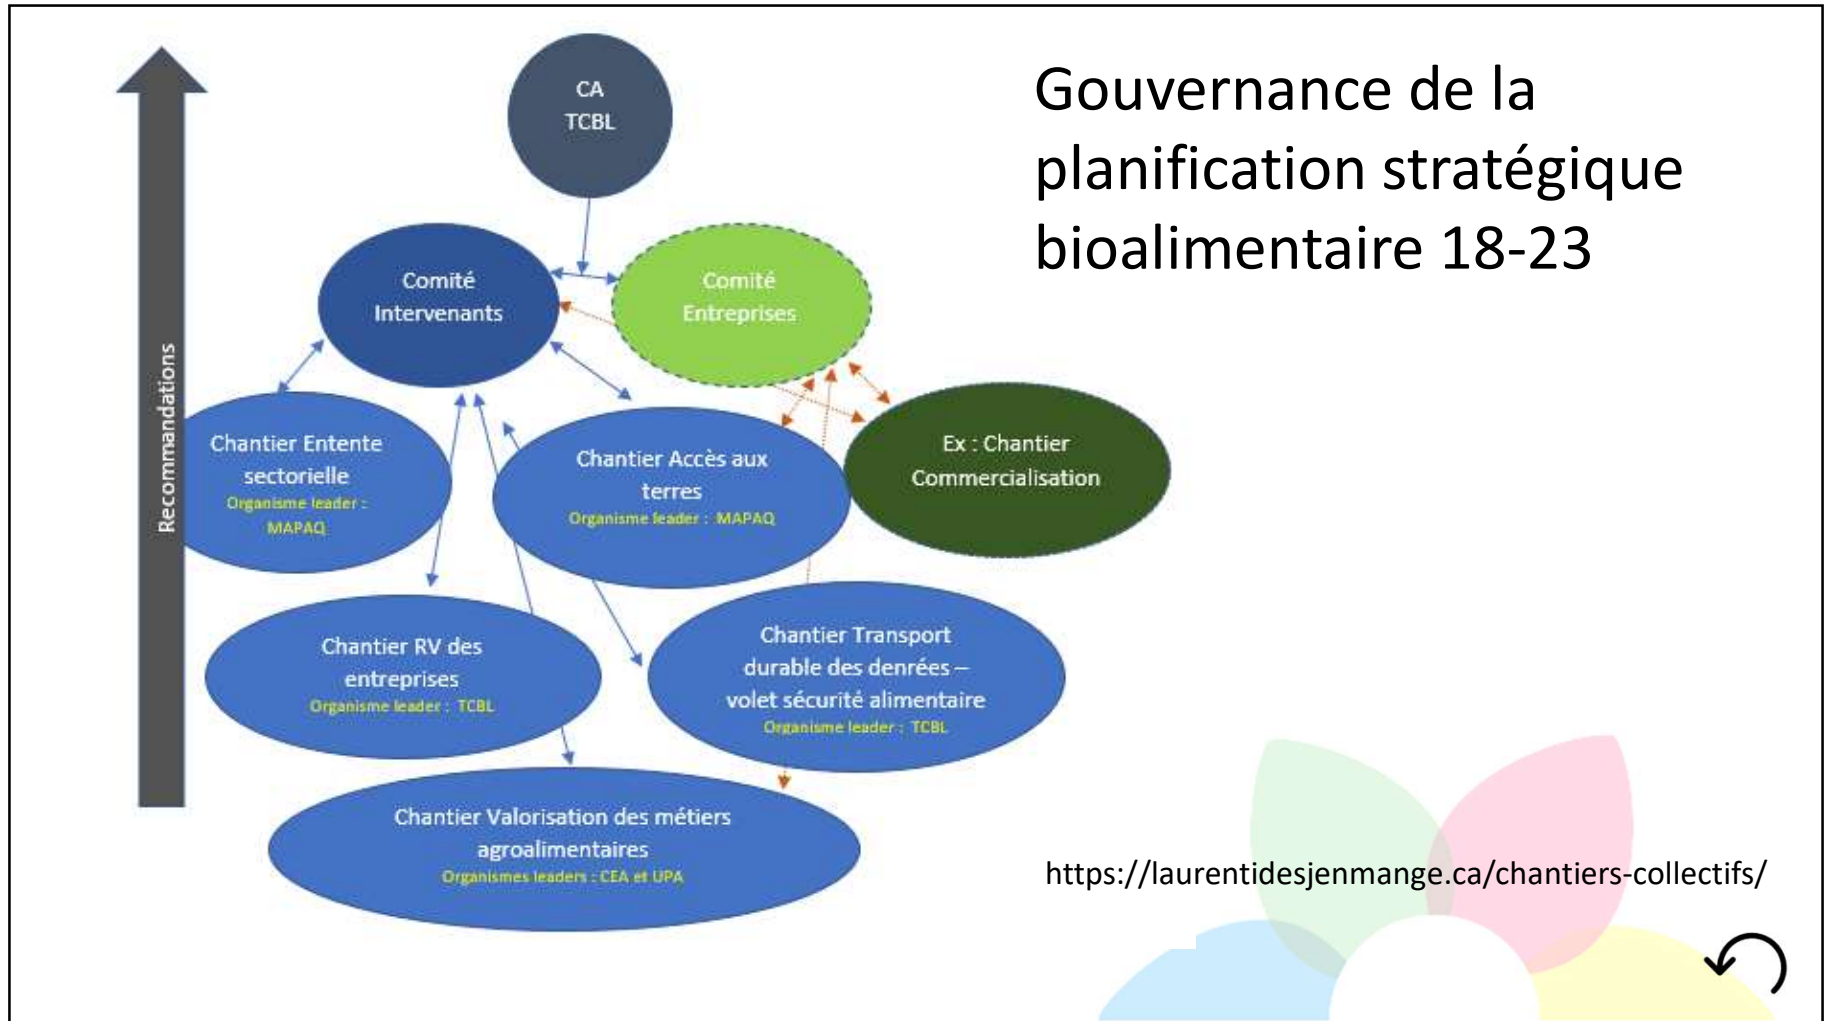 Gouvernance de la
planification stratégique
bioalimentaire 18-23
CA
TCBL
Comité
Intervenants
Comité
Entreprises
Recommandations
Chantier Entente
sectorielle
Organisme leader :
MAPAQ
Chantier Accès aux
terres
Organisme leader : MAPAQ
Ex : Chantier
Commercialisation
Chantier RV des
entreprises
Organisme leader : TCBL
Chantier Transport
durable des denrées –
volet sécurité alimentaire
Organisme leader : TCBL
Chantier Valorisation des métiers
agroalimentaires
Organismes leaders : CEA et UPA
https://laurentidesjenmange.ca/chantiers-collectifs/